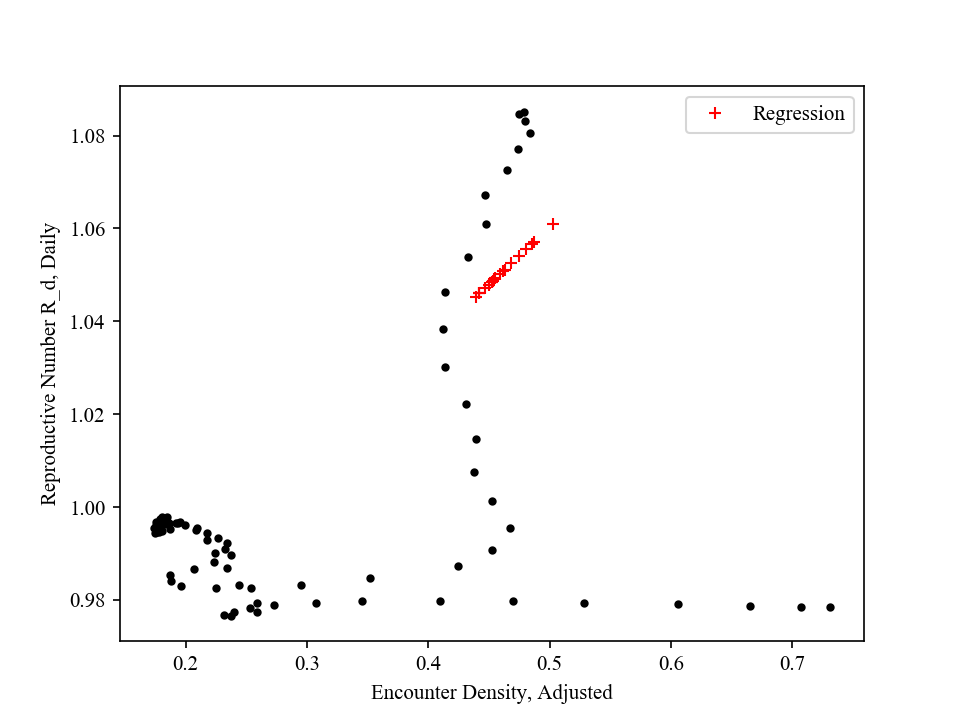 Regression
1.08
1.06
1.04
1.02
1.00
0.98
Reproductive Number R_d, Daily
0.2 0.3 0.4 0.5 0.6 0.7
Encounter Density, Adjusted